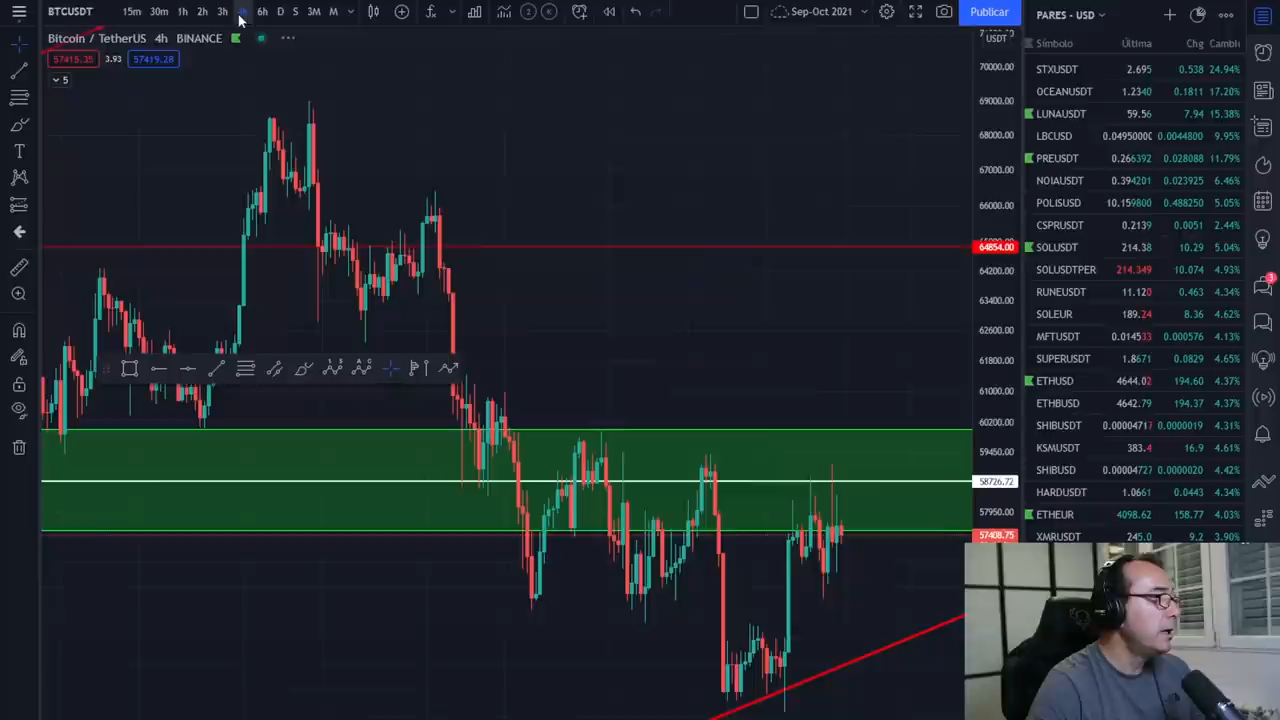 BTCUSDT 15m 30m 1h 2h 3h 4h 6h D S 3M M Sep-Oct 2021 Publicar
Bitcoin / TetherUS 4h BINANCE
57415.35 3.93 57419.28
5
USDT
70000.00
69000.00
68000.00
67000.00
66000.00
64854.00
64200.00
63400.00
62600.00
61800.00
61000.00
60200.00
59450.00
58726.72
57950.00
57408.75
PARES - USD
Símbolo Última Chg Cambi
STXUSDT 2.695 0.538 24.94%
OCEANUSDT 1.2340 0.1811 17.20%
LUNAUSDT 59.56 7.94 15.38%
LBCUSD 0.0495000 0.0044800 9.95%
PREUSDT 0.266392 0.028088 11.79%
NOIAUSDT 0.394201 0.023925 6.46%
POLISUSD 10.159800 0.488250 5.05%
CSPRUSDT 0.2139 0.0051 2.44%
SOLUSDT 214.38 10.29 5.04%
SOLUSDTPER 214.349 10.074 4.93%
RUNEUSDT 11.120 0.463 4.34%
SOLEUR 189.24 8.36 4.62%
MFTUSDT 0.014533 0.000576 4.13%
SUPERUSDT 1.8671 0.0829 4.65%
ETHUSD 4644.02 194.60 4.37%
ETHBUSD 4642.79 194.37 4.37%
SHIBUSDT 0.00004717 0.0000019 4.31%
KSMUSDT 383.4 16.9 4.61%
SHIBUSD 0.00004727 0.0000020 4.42%
HARDUSDT 1.0661 0.0443 4.34%
ETHEUR 4098.62 158.77 4.03%
XMRUSDT 245.0 9.2 3.90%
3